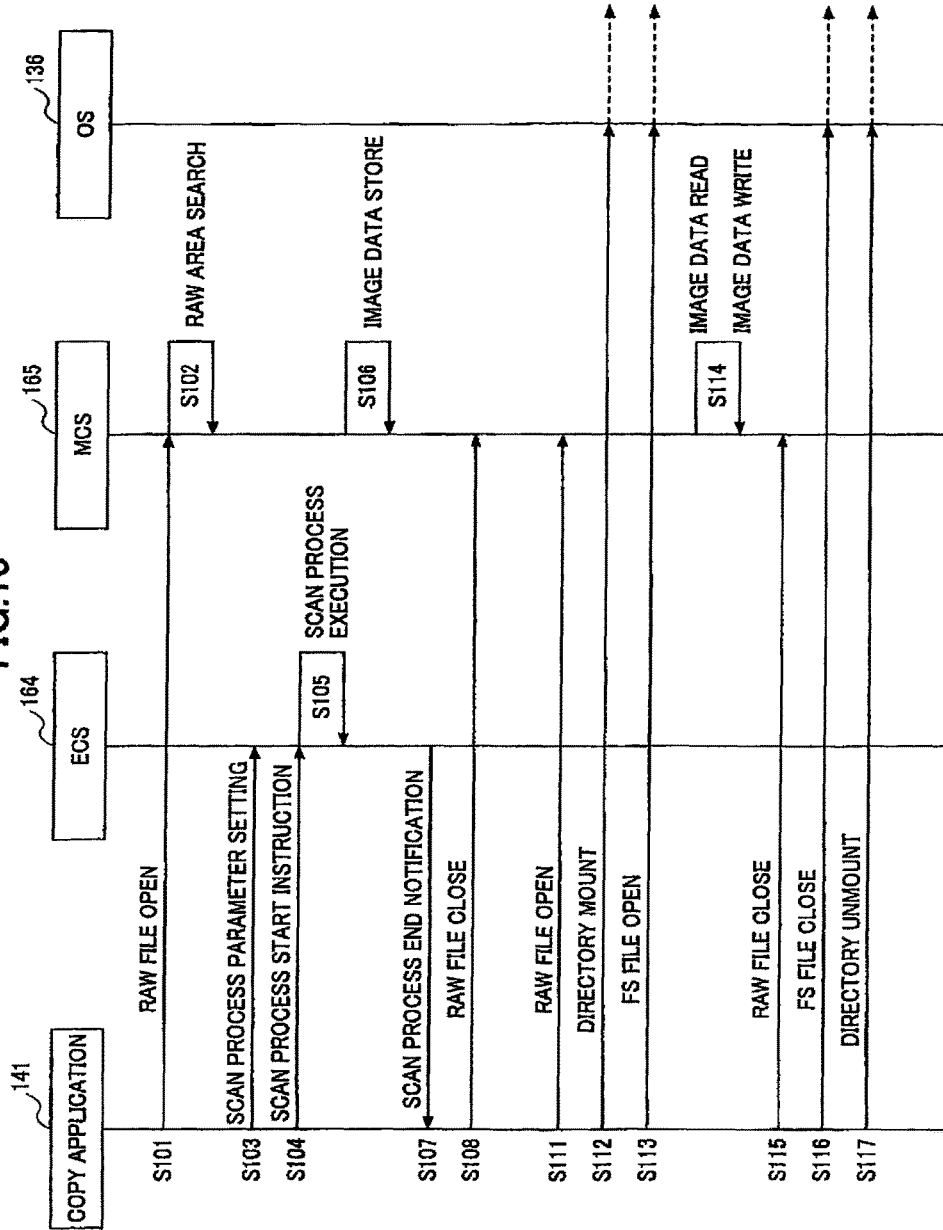 COPY APPLICATION
141
ECS
164
MCS
165
OS
136
S101
RAW FILE OPEN
S102
RAW AREA SEARCH
S103
SCAN PROCESS PARAMETER SETTING
S104
SCAN PROCESS START INSTRUCTION
S105
SCAN PROCESS
EXECUTION
S106
IMAGE DATA STORE
S107
SCAN PROCESS END NOTIFICATION
S108
RAW FILE CLOSE
S111
RAW FILE OPEN
S112
DIRECTORY MOUNT
S113
FS FILE OPEN
S114
IMAGE DATA READ
IMAGE DATA WRITE
S115
RAW FILE CLOSE
S116
FS FILE CLOSE
S117
DIRECTORY UNMOUNT